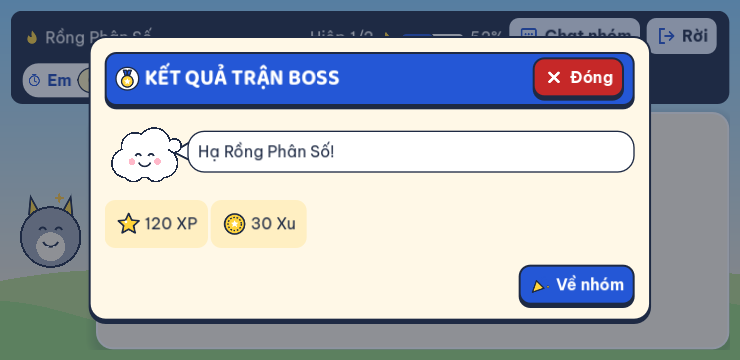 Rồng Phân Số
52%
Chat nhóm
Rời
Em
KẾT QUẢ TRẬN BOSS
Đóng
Hạ Rồng Phân Số!
120 XP
30 Xu
Về nhóm